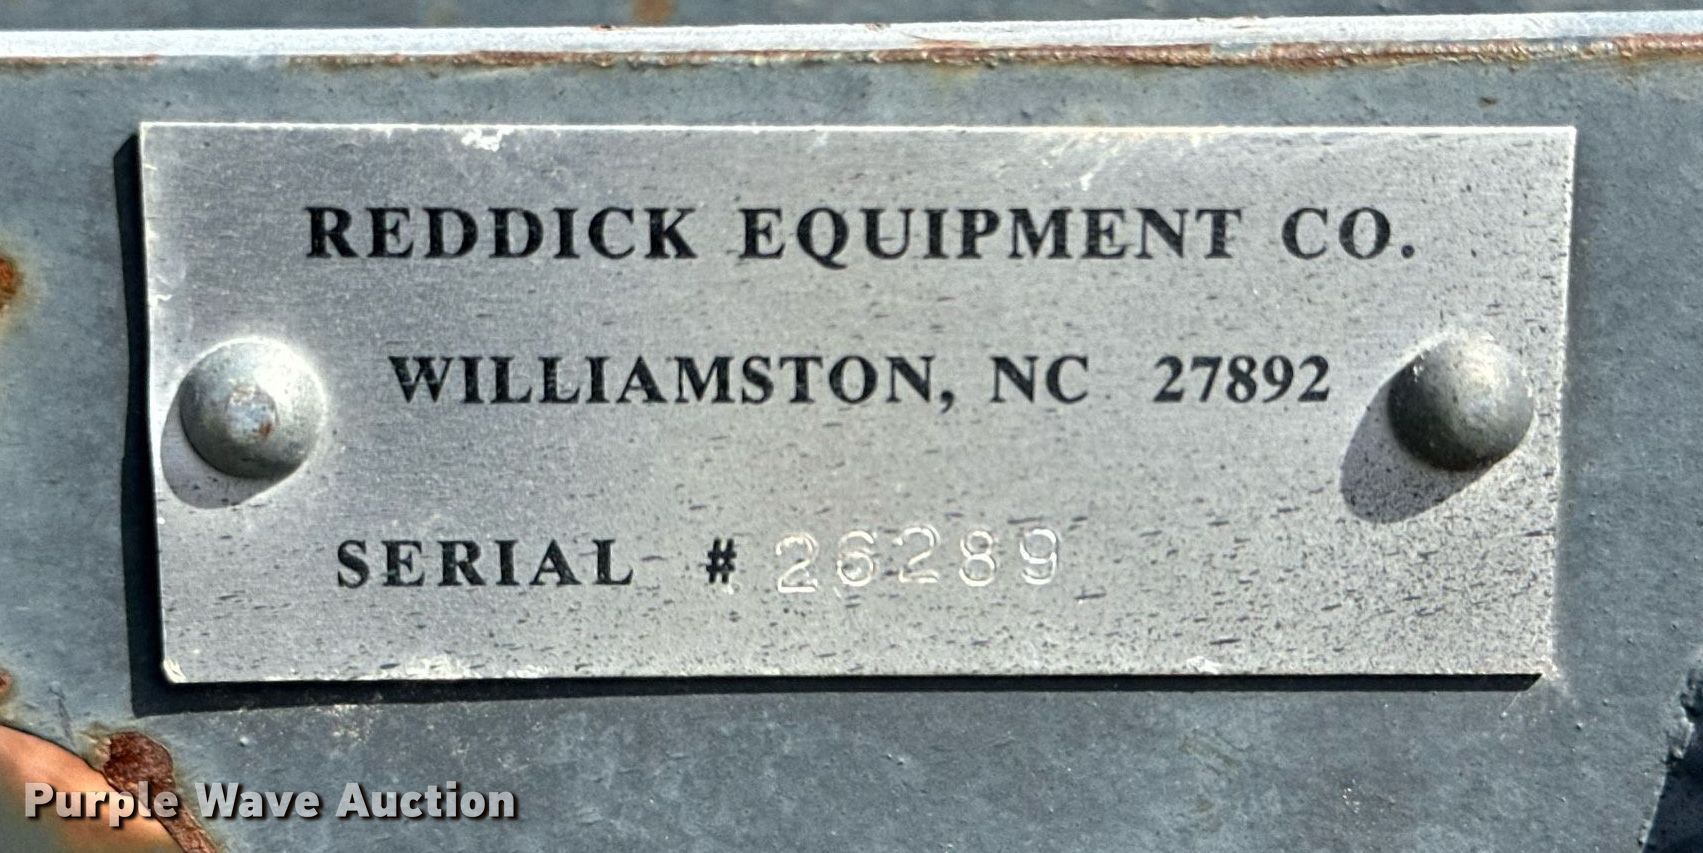 REDDICK EQUIPMENT CO.
WILLIAMSTON, NC 27892
SERIAL # 26289
Purple Wave Auction